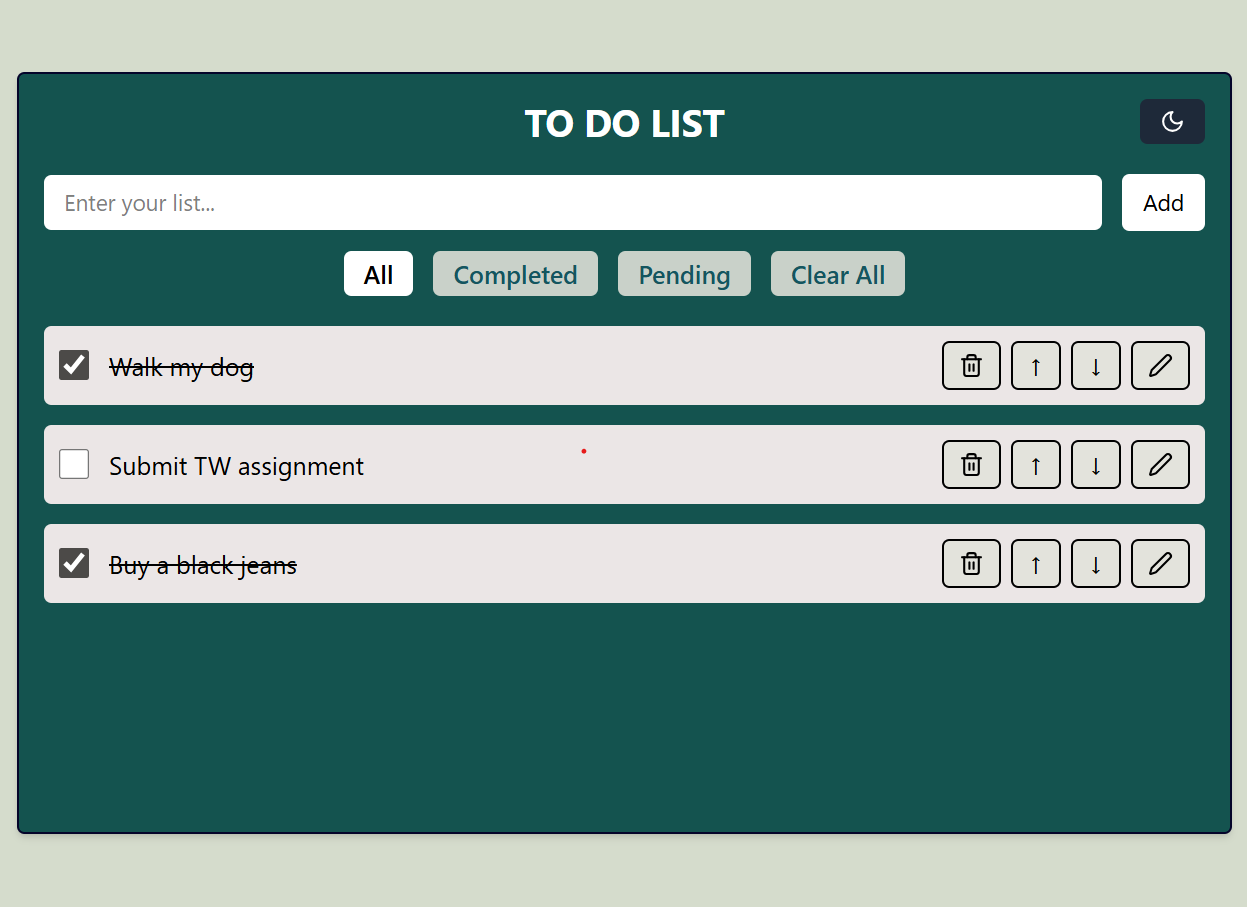 TO DO LIST
Enter your list...
Add
All Completed Pending Clear All
Walk my dog
↑ ↓
Submit TW assignment
↑ ↓
Buy a black jeans
↑ ↓